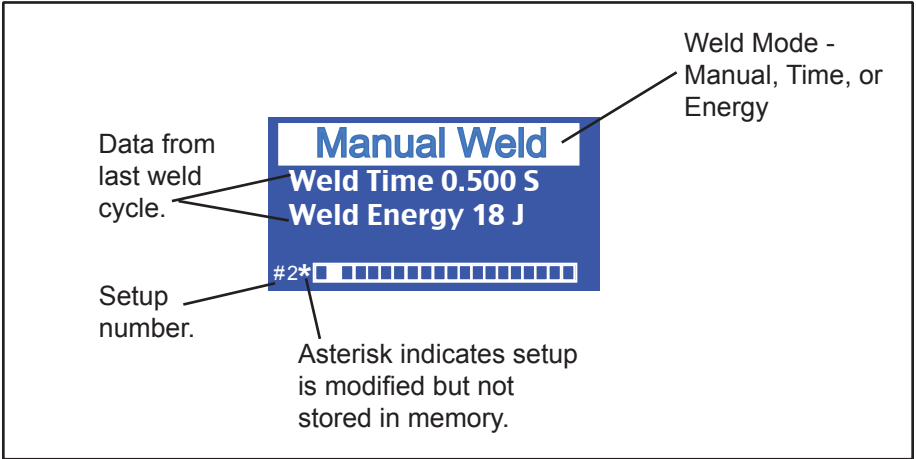 Weld Mode -
Manual, Time, or
Energy
Data from
last weld
cycle.
Manual Weld
Weld Time 0.500 S
Weld Energy 18 J
#2*
Setup
number.
Asterisk indicates setup
is modified but not
stored in memory.